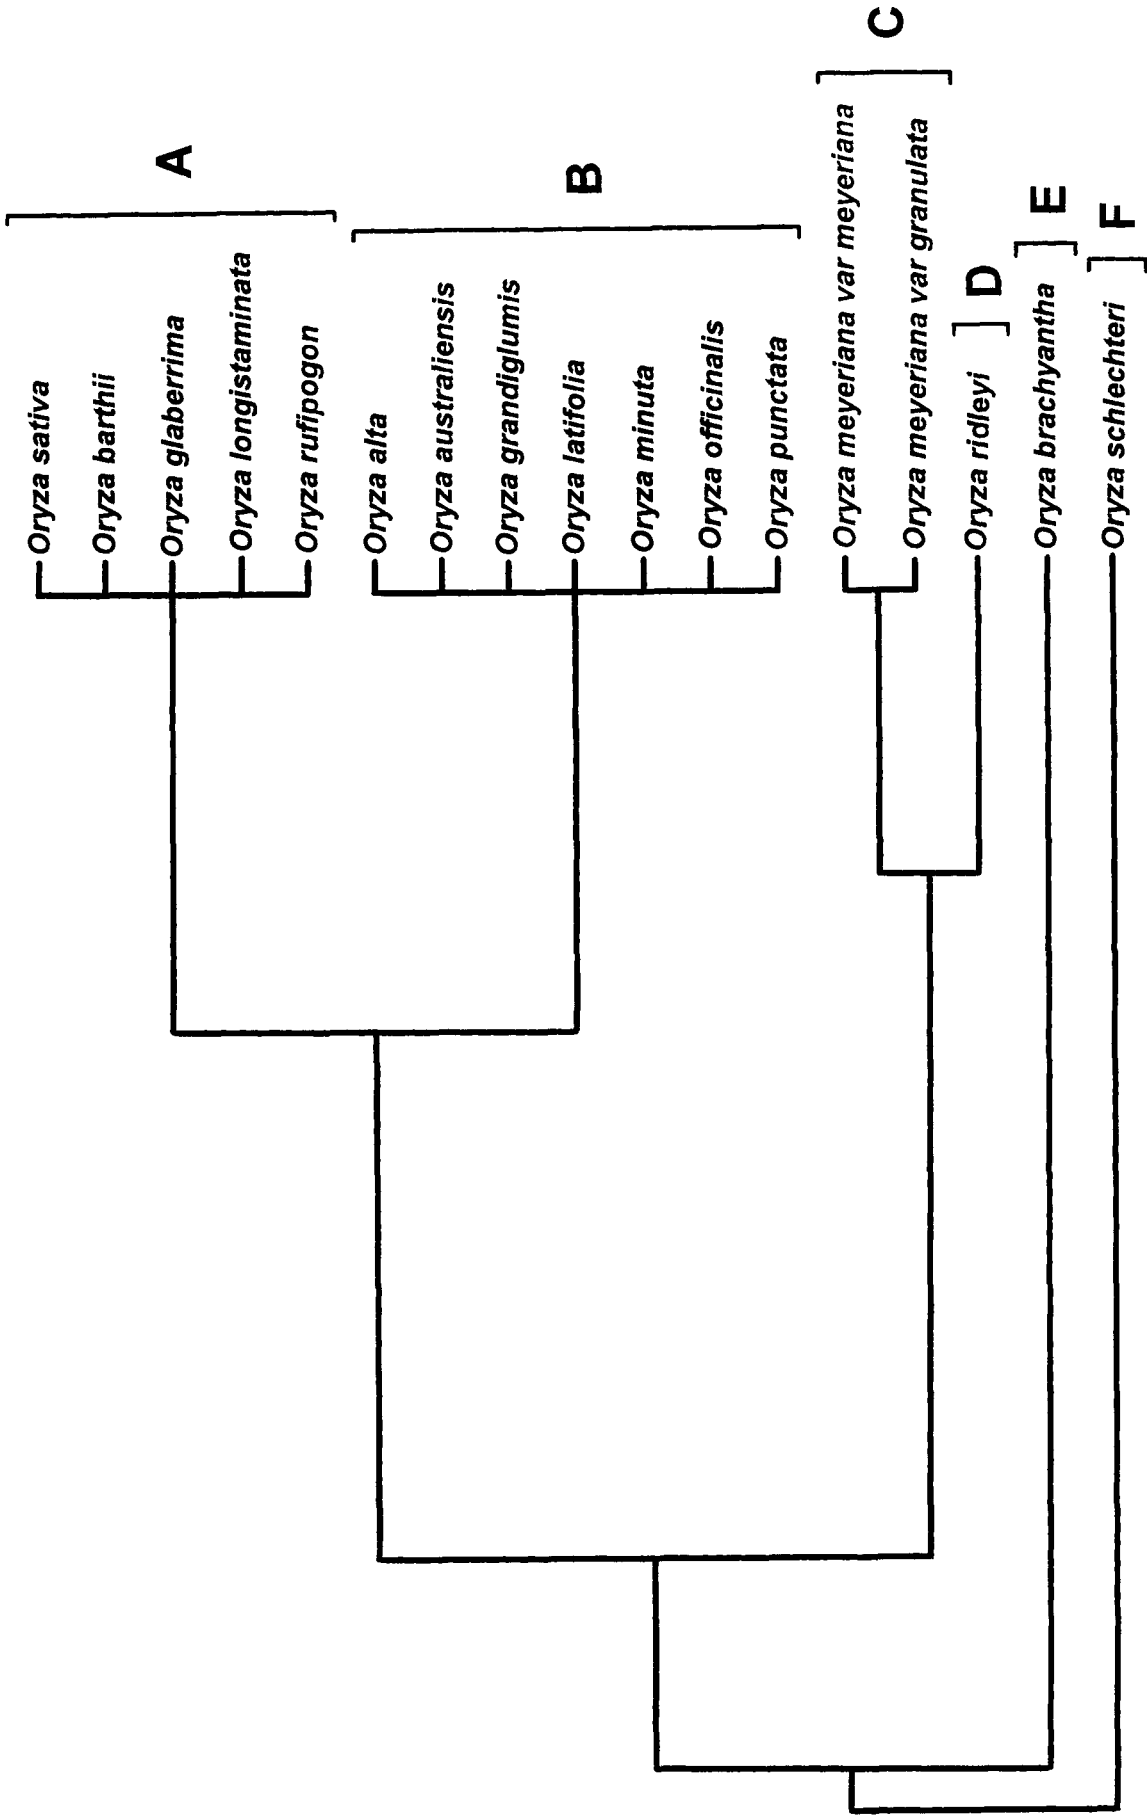 Oryza sativa
Oryza barthii
Oryza glaberrima
Oryza longistaminata
Oryza rufipogon
A
Oryza alta
Oryza australiensis
Oryza grandiglumis
Oryza latifolia
Oryza minuta
Oryza officinalis
Oryza punctata
B
Oryza meyeriana var meyeriana
Oryza meyeriana var granulata
C
Oryza ridleyi
D
Oryza brachyantha
E
Oryza schlechteri
F